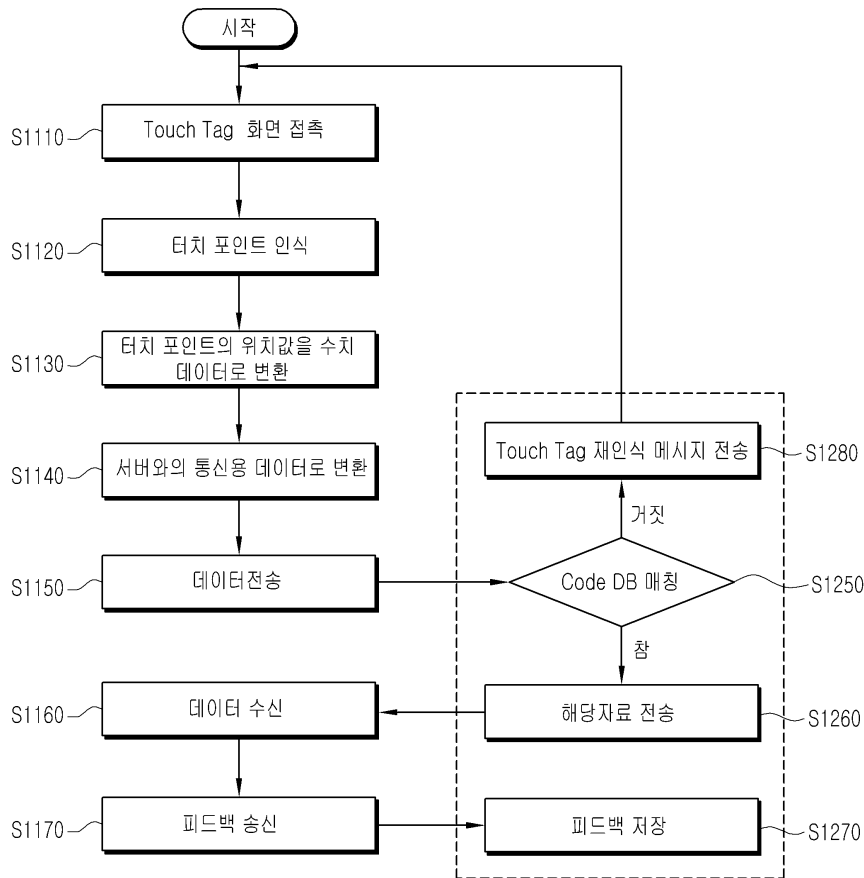 시작
S1110
Touch Tag 화면 접촉
S1120
터치 포인트 인식
S1130
터치 포인트의 위치값을 수치
데이터로 변환
S1140
서버와의 통신용 데이터로 변환
Touch Tag 재인식 메시지 전송
S1280
거짓
S1150
데이터전송
Code DB 매칭
S1250
참
S1160
데이터 수신
해당자료 전송
S1260
S1170
피드백 송신
피드백 저장
S1270